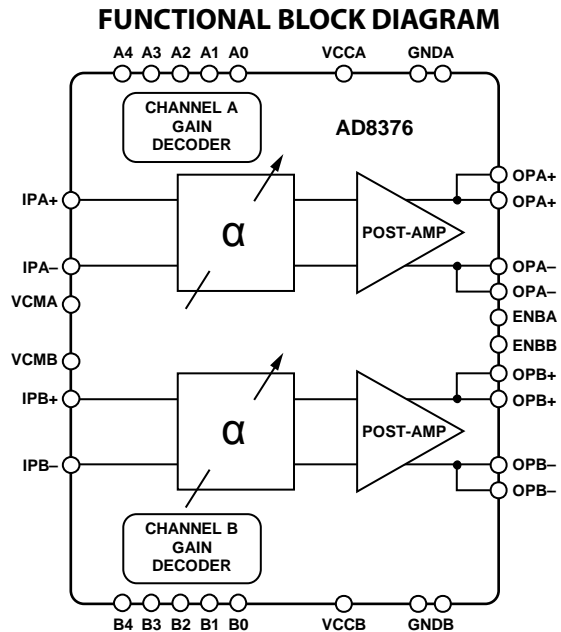 FUNCTIONAL BLOCK DIAGRAM
A4 A3 A2 A1 A0 VCCA GNDA
CHANNEL A
GAIN
DECODER
AD8376
IPA+
α
POST-AMP
OPA+
OPA+
IPA–
OPA–
OPA–
VCMA
ENBA
ENBB
VCMB
OPB+
IPB+
OPB+
α
POST-AMP
IPB–
OPB–
OPB–
CHANNEL B
GAIN
DECODER
B4 B3 B2 B1 B0 VCCB GNDB